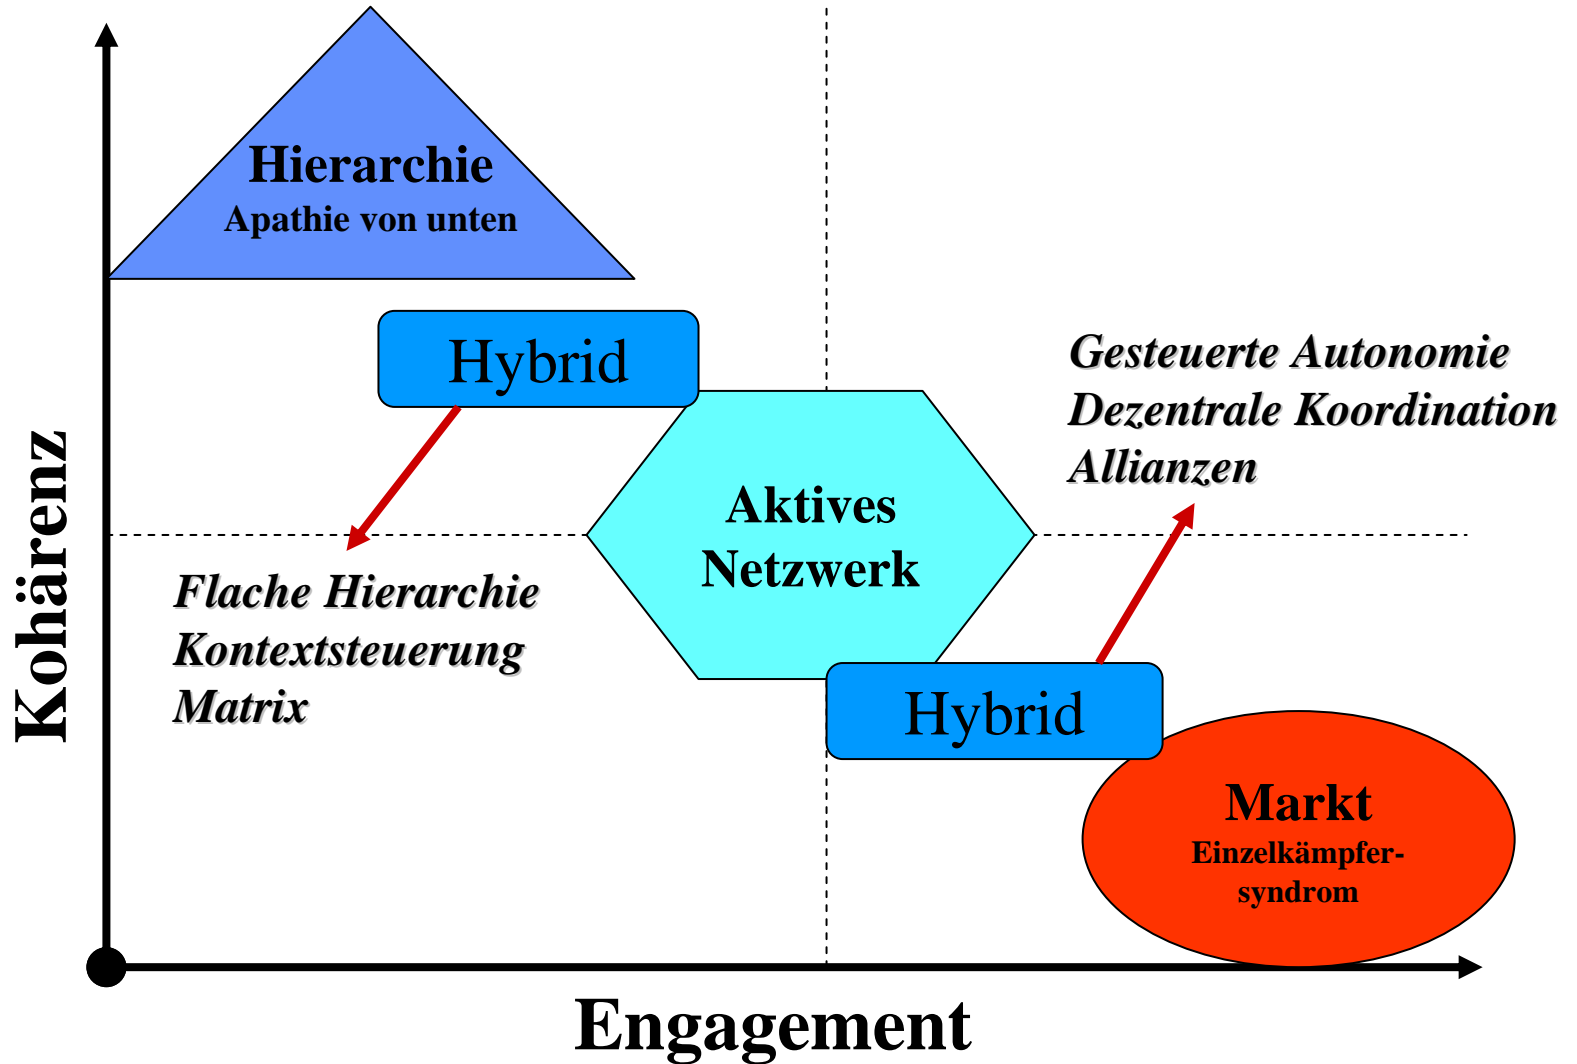 Hierarchie
Apathie von unten
Hybrid
Gesteuerte Autonomie
Dezentrale Koordination
Allianzen
Kohärenz
Aktives
Netzwerk
Flache Hierarchie
Kontextsteuerung
Matrix
Hybrid
Markt
Einzelkämpfer-
syndrom
Engagement